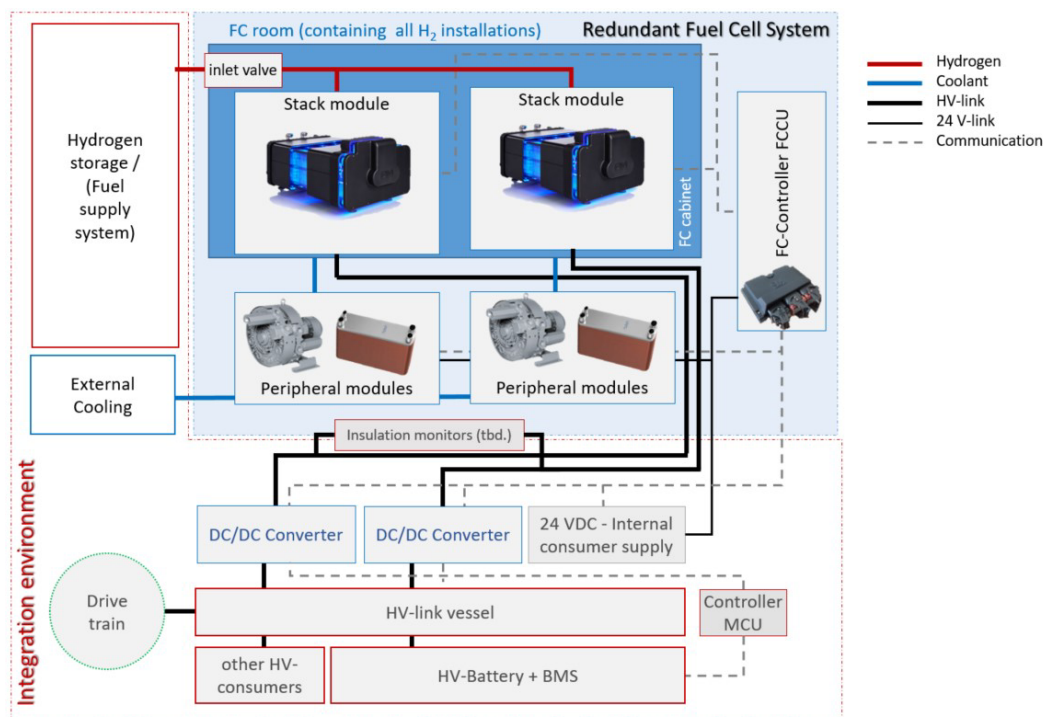 FC room (containing all H₂ installations)
Redundant Fuel Cell System
inlet valve
Stack module
Stack module
Hydrogen
storage /
(Fuel
supply
system)
FC cabinet
FC-Controller FCCU
Hydrogen
Coolant
HV-link
24 V-link
Communication
Peripheral modules
Peripheral modules
External
Cooling
Insulation monitors (tbd.)
Integration environment
DC/DC Converter
DC/DC Converter
24 VDC - Internal
consumer supply
Drive
train
HV-link vessel
Controller
MCU
other HV-
consumers
HV-Battery + BMS